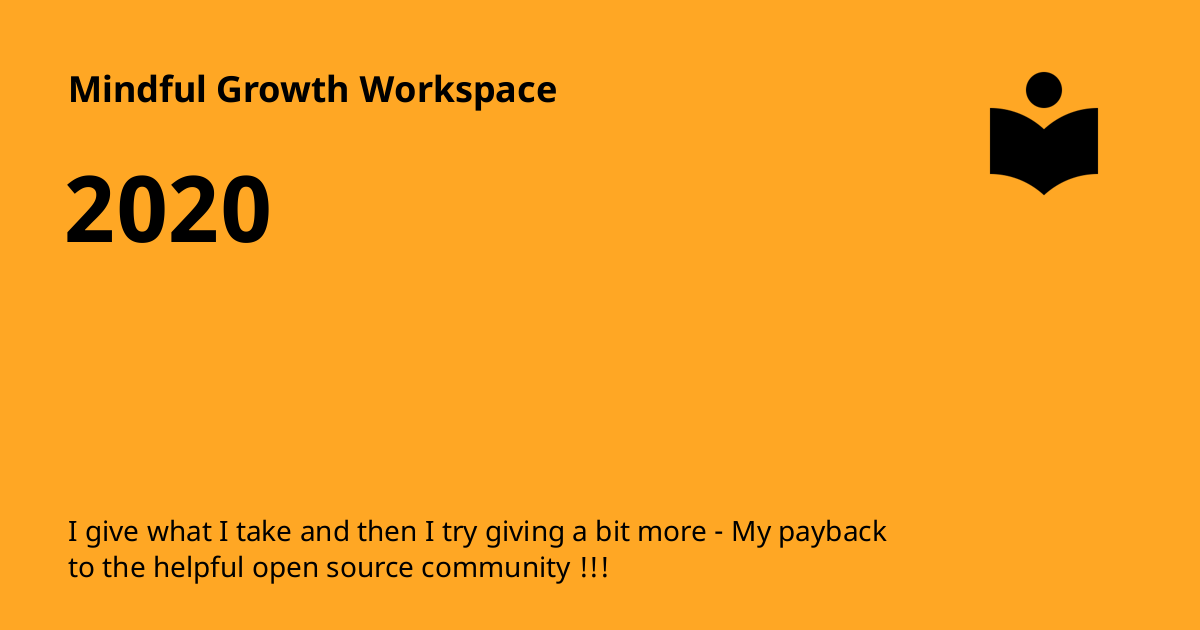 Mindful Growth Workspace
2020
I give what I take and then I try giving a bit more - My payback
to the helpful open source community !!!